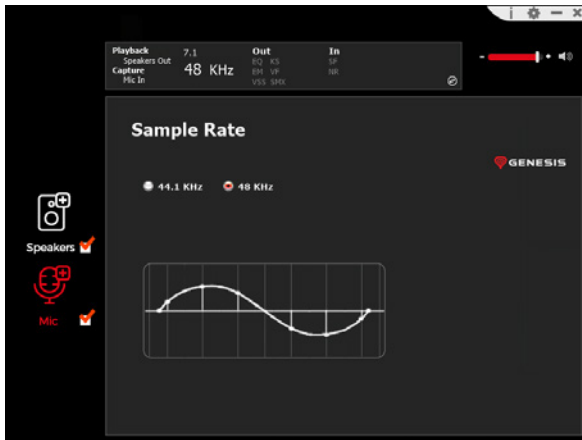 Playback 7.1 Out In
Speakers Out EQ KS SP
Capture 48 KHz EM VF NR
Mic In VSS SMX
Sample Rate
GENESIS
44.1 KHz 48 KHz
Speakers
Mic